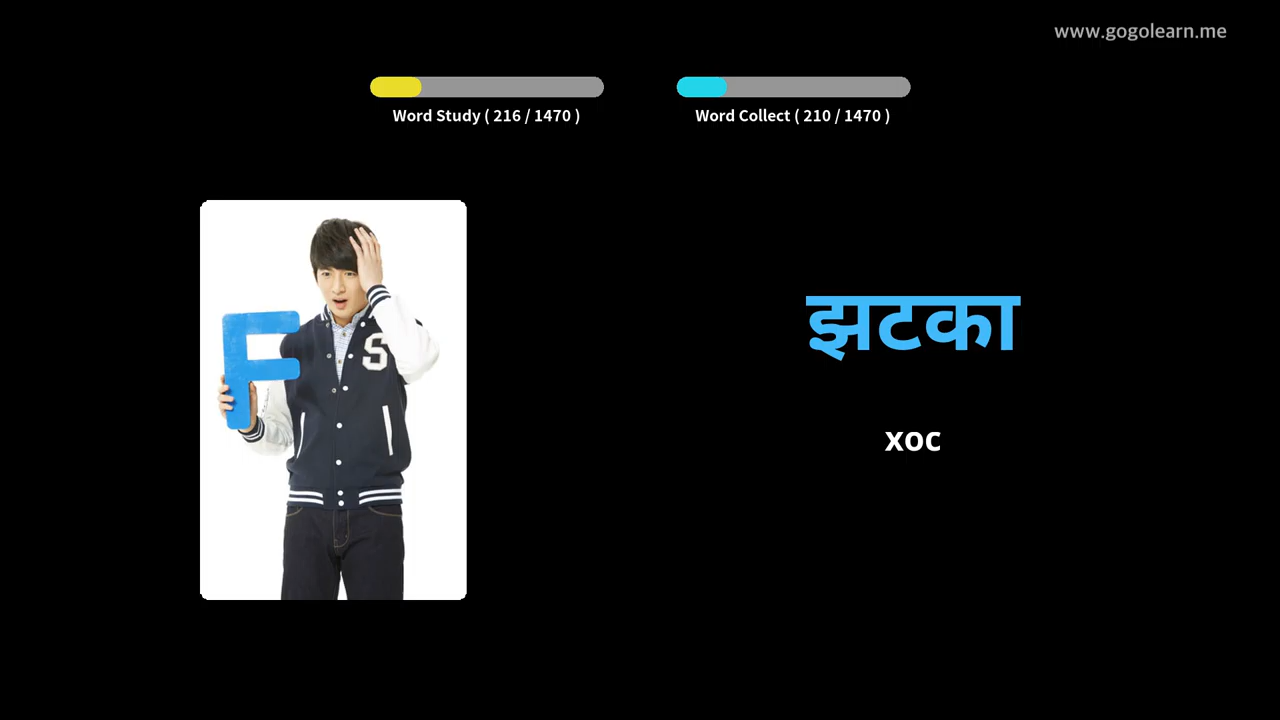 www.gogolearn.me
Word Study ( 216 / 1470 )
Word Collect ( 210 / 1470 )
F
S
झटका
xoc